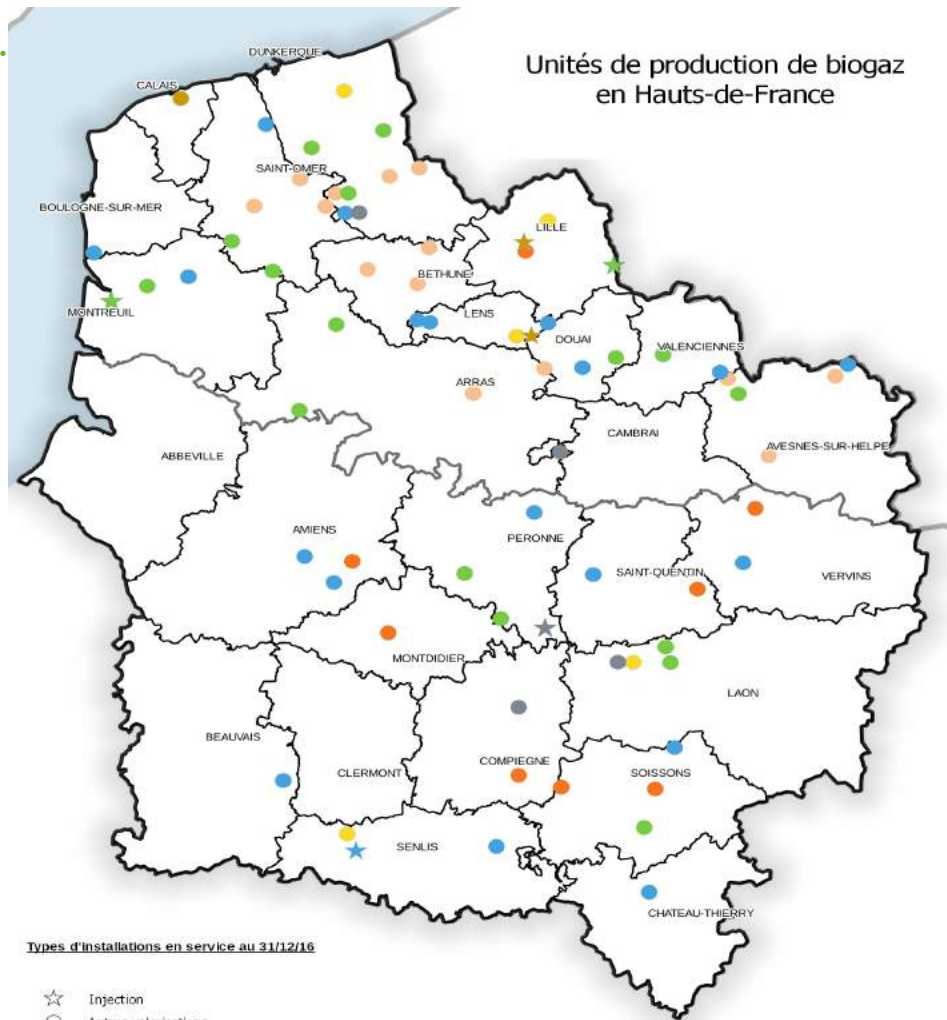 Unités de production de biogaz
en Hauts-de-France
DUNKERQUE
CALAIS
SAINT-OMER
BOULOGNE-SUR-MER
LILLE
BETHUNE
MONTREUIL
LENS
DOUAI
VALENCIENNES
ARRAS
CAMBRAI
AVESNES-SUR-HELPE
ABBEVILLE
AMIENS
PERONNE
SAINT-QUENTIN
VERVINS
MONTDIDIER
LAON
BEAUVAIS
CLERMONT
COMPIEGNE
SOISSONS
SENLIS
CHATEAU-THIERRY
Types d'installations en service au 31/12/16
Injection
Autres valorisations